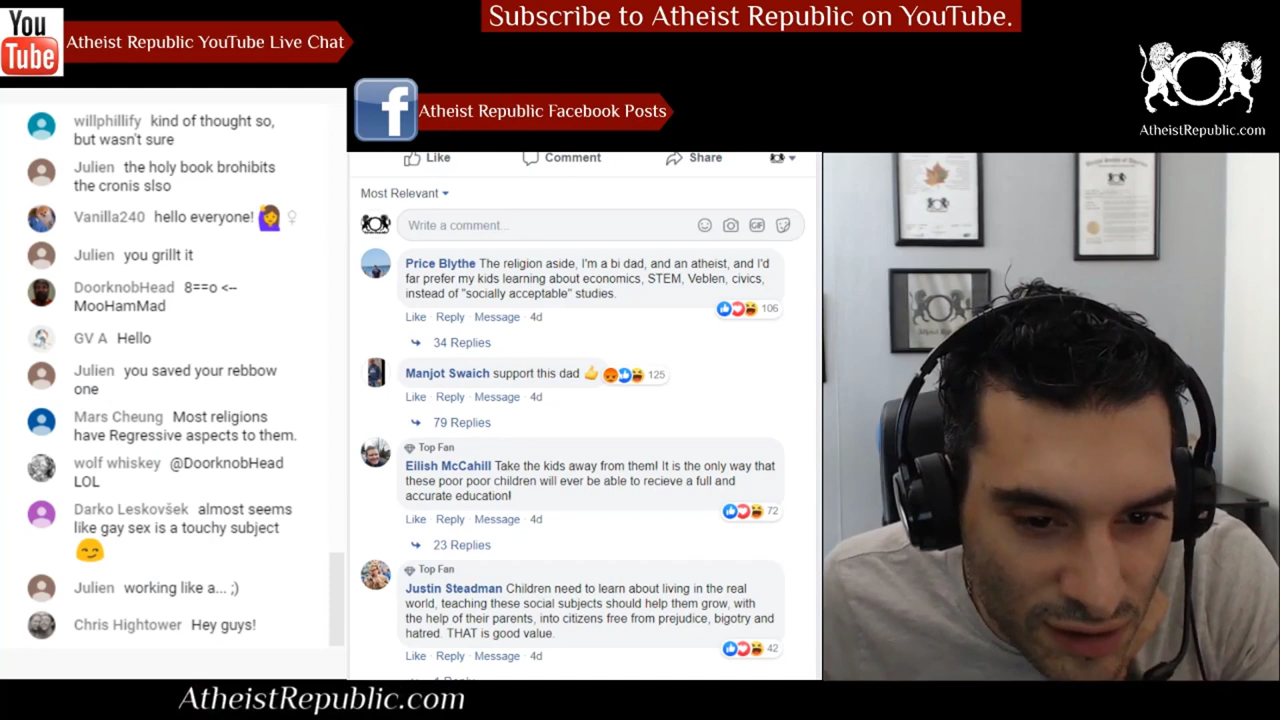 Subscribe to Atheist Republic on YouTube.
You
Tube
Atheist Republic YouTube Live Chat
AtheistRepublic.com
f
Atheist Republic Facebook Posts
willphillify kind of thought so,
but wasn't sure
Julien the holy book brohibits
the cronis slso
Vanilla240 hello everyone! 🙋♀
Julien you grillt it
DoorknobHead 8==o <--
MooHamMad
GV A Hello
Julien you saved your rebbow
one
Mars Cheung Most religions
have Regressive aspects to them.
wolf whiskey @DoorknobHead
LOL
Darko Leskovšek almost seems
like gay sex is a touchy subject
😏
Julien working like a... ;)
Chris Hightower Hey guys!
Like Comment Share
Most Relevant
Write a comment...
GIF
Price Blythe The religion aside, I'm a bi dad, and an atheist, and I'd
far prefer my kids learning about economics, STEM, Veblen, civics,
instead of "socially acceptable" studies.
106
Like · Reply · Message · 4d
34 Replies
Manjot Swaich support this dad 👍 125
Like · Reply · Message · 4d
79 Replies
Top Fan
Eilish McCahill Take the kids away from them! It is the only way that
these poor poor children will ever be able to recieve a full and
accurate education!
72
Like · Reply · Message · 4d
23 Replies
Top Fan
Justin Steadman Children need to learn about living in the real
world, teaching these social subjects should help them grow, with
the help of their parents, into citizens free from prejudice, bigotry and
hatred. THAT is good value.
42
Like · Reply · Message · 4d
AtheistRepublic.com